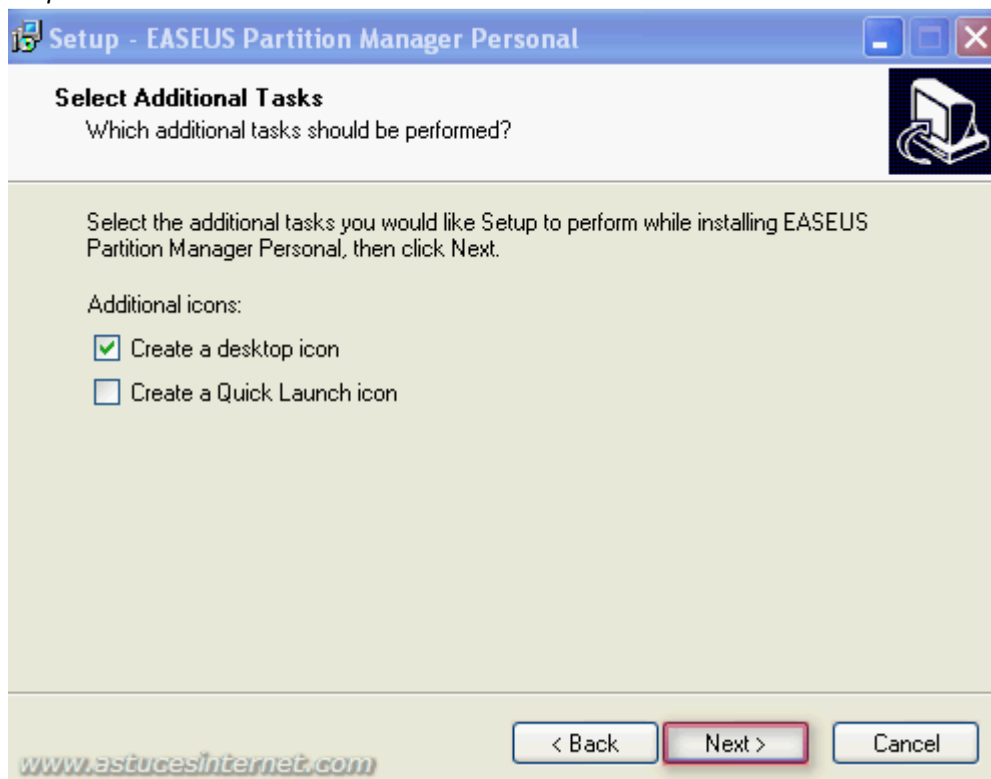 Setup - EASEUS Partition Manager Personal
Select Additional Tasks
Which additional tasks should be performed?
Select the additional tasks you would like Setup to perform while installing EASEUS
Partition Manager Personal, then click Next.
Additional icons:
Create a desktop icon
Create a Quick Launch icon
< Back Next > Cancel
www.astucesinternet.com